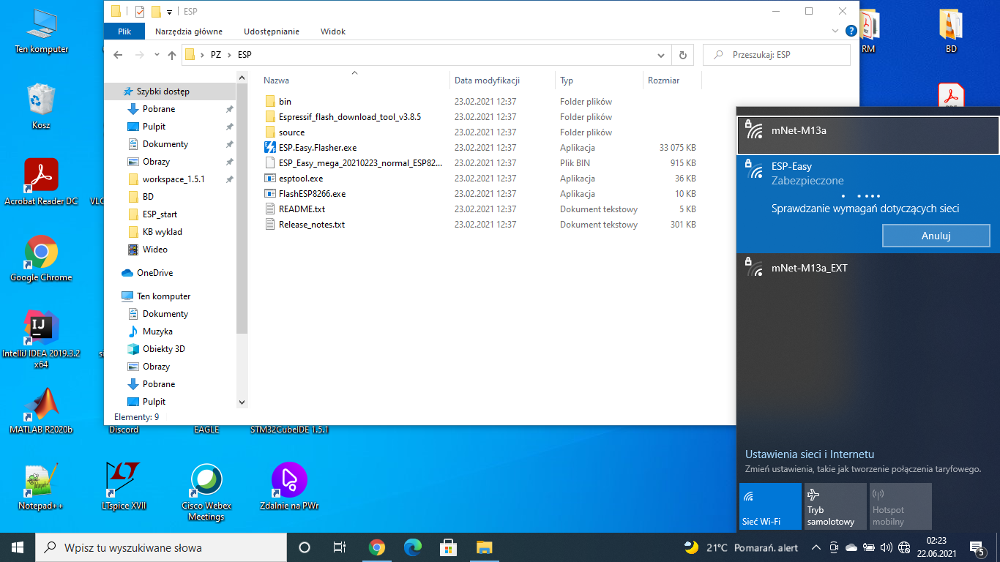 ESP
Plik
Narzędzia główne
Udostępnianie
Widok
PZ
ESP
Przeszukaj: ESP
Szybki dostęp
Pobrane
Pulpit
Dokumenty
Obrazy
workspace_1.5.1
BD
ESP_start
KB wyklad
Wideo
OneDrive
Ten komputer
Dokumenty
Muzyka
Obiekty 3D
Obrazy
Pobrane
Pulpit
Nazwa Data modyfikacji Typ Rozmiar
bin 23.02.2021 12:37 Folder plików
Espressif_flash_download_tool_v3.8.5 23.02.2021 12:37 Folder plików
source 23.02.2021 12:37 Folder plików
ESP.Easy.Flasher.exe 23.02.2021 12:37 Aplikacja 33 075 KB
ESP_Easy_mega_20210223_normal_ESP82... 23.02.2021 12:37 Plik BIN 915 KB
esptool.exe 23.02.2021 12:37 Aplikacja 36 KB
FlashESP8266.exe 23.02.2021 12:37 Aplikacja 10 KB
README.txt 23.02.2021 12:37 Dokument tekstowy 5 KB
Release_notes.txt 23.02.2021 12:37 Dokument tekstowy 301 KB
Elementy: 9
Ten komputer
Kosz
Acrobat Reader DC
VLC
Google Chrome
IntelliJ IDEA 2019.3.2
x64
MATLAB R2020b
Discord
EAGLE
STM32CubeIDE 1.5.1
Notepad++
LTspice XVII
Cisco Webex
Meetings
Zdalnie na PWr
RM
BD
mNet-M13a
ESP-Easy
Zabezpieczone
Sprawdzanie wymagań dotyczących sieci
Anuluj
mNet-M13a_EXT
Ustawienia sieci i Internetu
Zmień ustawienia, takie jak tworzenie połączenia taryfowego.
Sieć Wi-Fi
Tryb
samolotowy
Hotspot
mobilny
Wpisz tu wyszukiwane słowa
21°C Pomarań. alert
02:23
22.06.2021
5